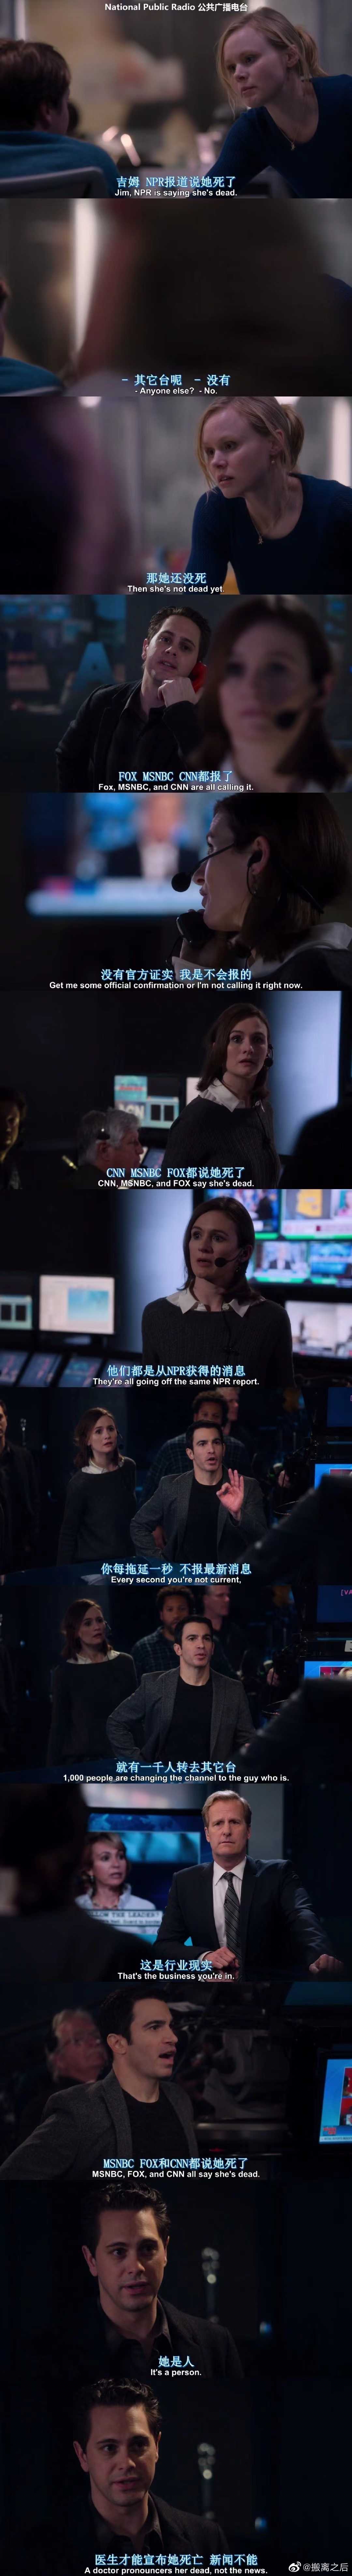 National Public Radio 公共广播电台
吉姆 NPR报道说她死了
Jim, NPR is saying she's dead.
- 其它台呢 - 没有
- Anyone else? - No.
那她还没死
Then she's not dead yet.
FOX MSNBC CNN都报了
Fox, MSNBC, and CNN are all calling it.
没有官方证实 我是不会报的
Get me some official confirmation or I'm not calling it right now.
CNN MSNBC FOX都说她死了
CNN, MSNBC, and FOX say she's dead.
他们都是从NPR获得的消息
They're all going off the same NPR report.
你每拖延一秒 不报最新消息
Every second you're not current,
就有一千人转去其它台
1,000 people are changing the channel to the guy who is.
这是行业现实
That's the business you're in.
MSNBC FOX和CNN都说她死了
MSNBC, FOX, and CNN all say she's dead.
她是人
It's a person.
医生才能宣布她死亡 新闻不能
A doctor pronouncers her dead, not the news.
@搬离之后